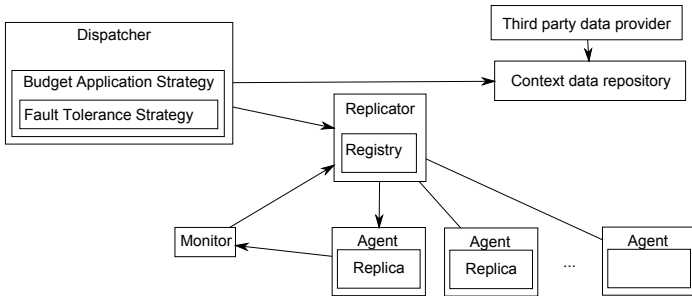 Third party data provider
Dispatcher
Budget Application Strategy
Context data repository
Fault Tolerance Strategy
Replicator
Registry
Monitor
Agent
Agent
Agent
Replica
Replica
...